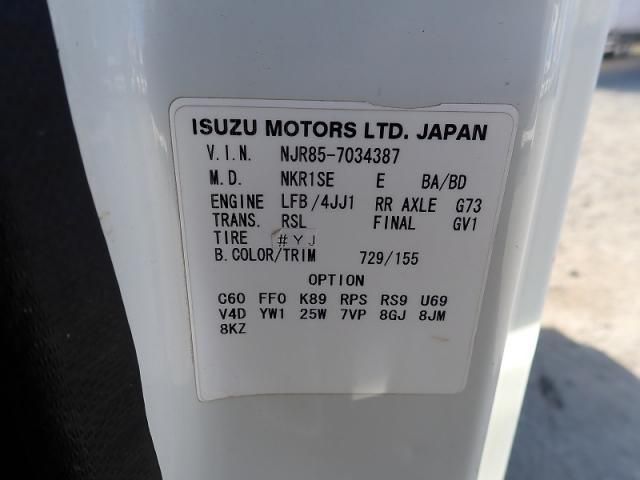 ISUZU MOTORS LTD. JAPAN
V.I.N. NJR85-7034387
M.D. NKR1SE E BA/BD
ENGINE LFB/4JJ1 RR AXLE G73
TRANS. RSL FINAL GV1
TIRE #YJ
B.COLOR/TRIM 729/155
OPTION
C60 FF0 K89 RPS RS9 U69
V4D YW1 25W 7VP 8GJ 8JM
8KZ